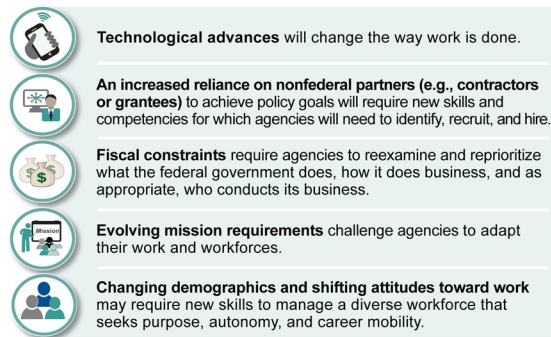 Technological advances will change the way work is done.
An increased reliance on nonfederal partners (e.g., contractors
or grantees) to achieve policy goals will require new skills and
competencies for which agencies will need to identify, recruit, and hire.
$ $
$
Fiscal constraints require agencies to reexamine and reprioritize
what the federal government does, how it does business, and as
appropriate, who conducts its business.
Mission
Evolving mission requirements challenge agencies to adapt
their work and workforces.
Changing demographics and shifting attitudes toward work
may require new skills to manage a diverse workforce that
seeks purpose, autonomy, and career mobility.